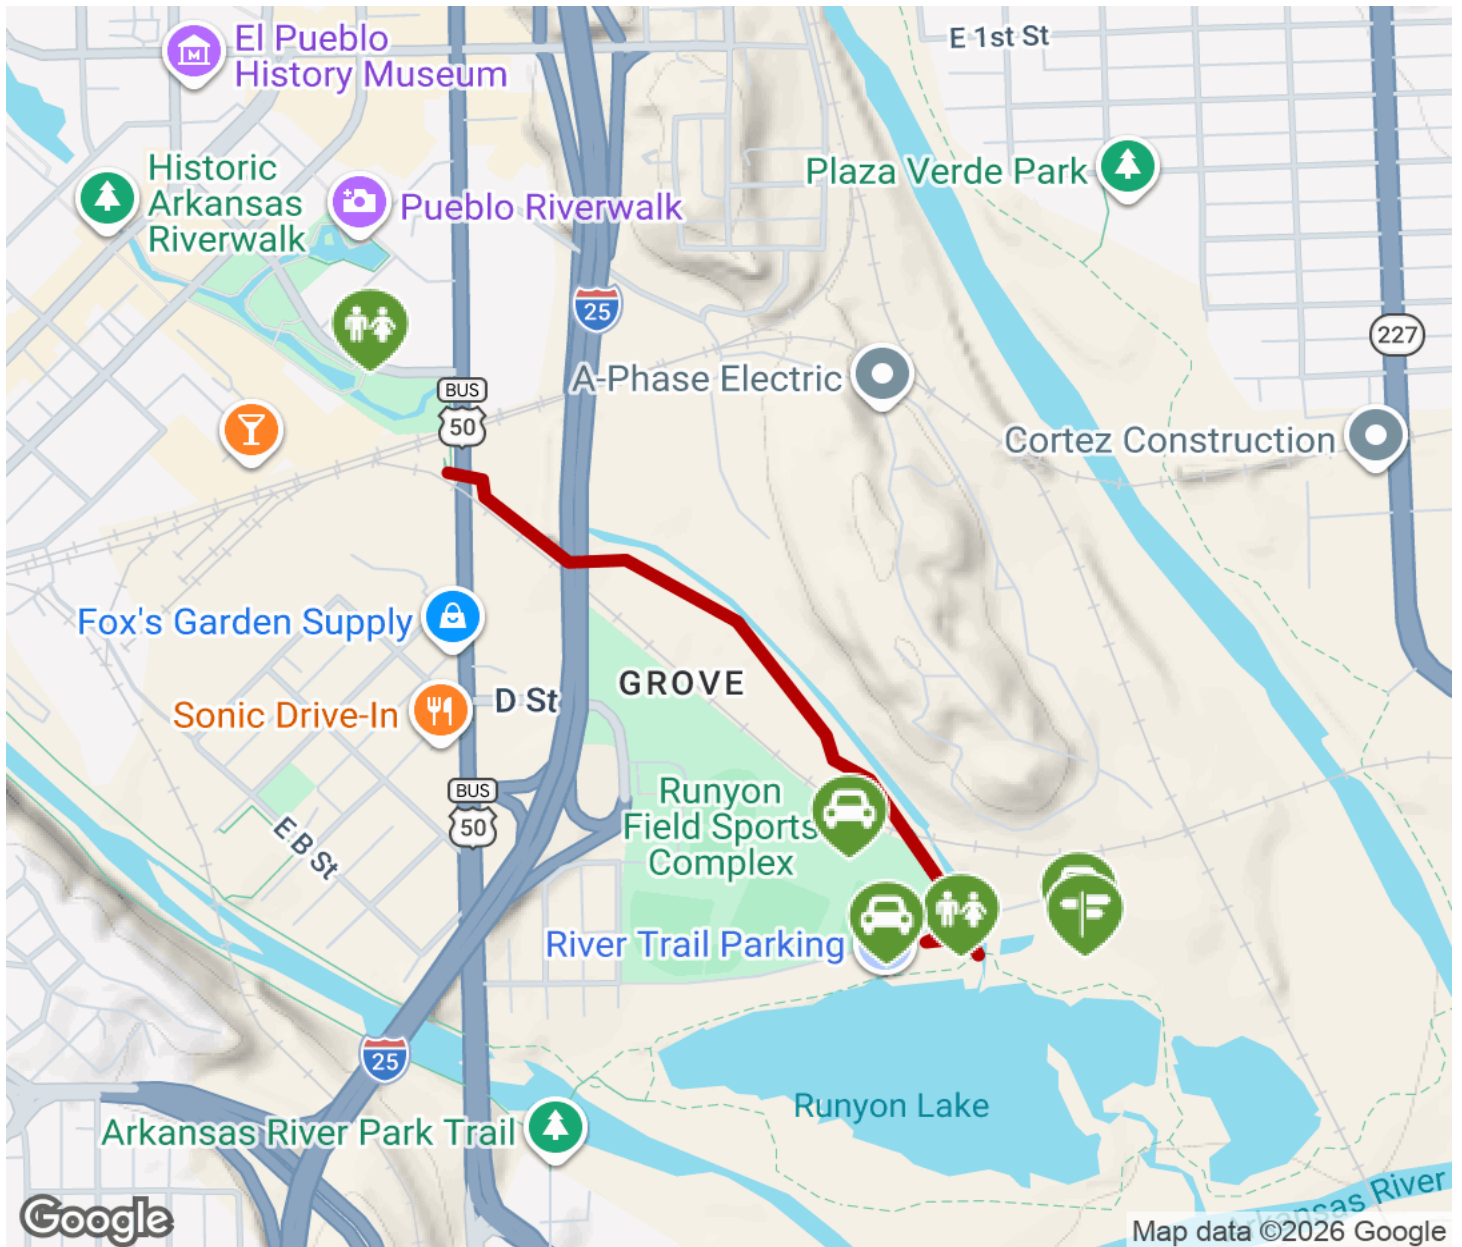 El Pueblo
History Museum
E 1st St
Historic
Arkansas
Riverwalk
Pueblo Riverwalk
Plaza Verde Park
25
227
BUS
50
A-Phase Electric
Cortez Construction
Fox's Garden Supply
GROVE
D St
Sonic Drive-In
BUS
50
Runyon
Field Sports
Complex
E B St
River Trail Parking
25
Runyon Lake
Arkansas River Park Trail
Arkansas River
Google
Map data ©2026 Google